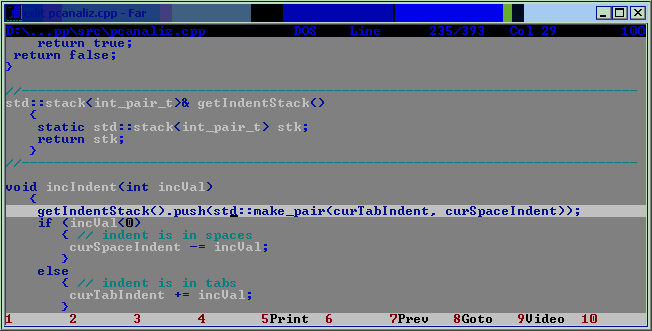 pcanaliz.cpp - Far
D:\...pp\src\pcanaliz.cpp DOS Line 235/393 Col 29 100
return true;
return false;
}
//
std::stack<int_pair_t>& getIndentStack()
{
static std::stack<int_pair_t> stk;
return stk;
}
//
void incIndent(int incVal)
{
getIndentStack().push(std::make_pair(curTabIndent, curSpaceIndent));
if (incVal<0)
{ // indent is in spaces
curSpaceIndent -= incVal;
}
else
{ // indent is in tabs
curTabIndent += incVal;
}
1 2 3 4 5Print 6 7Prev 8Goto 9Video 10